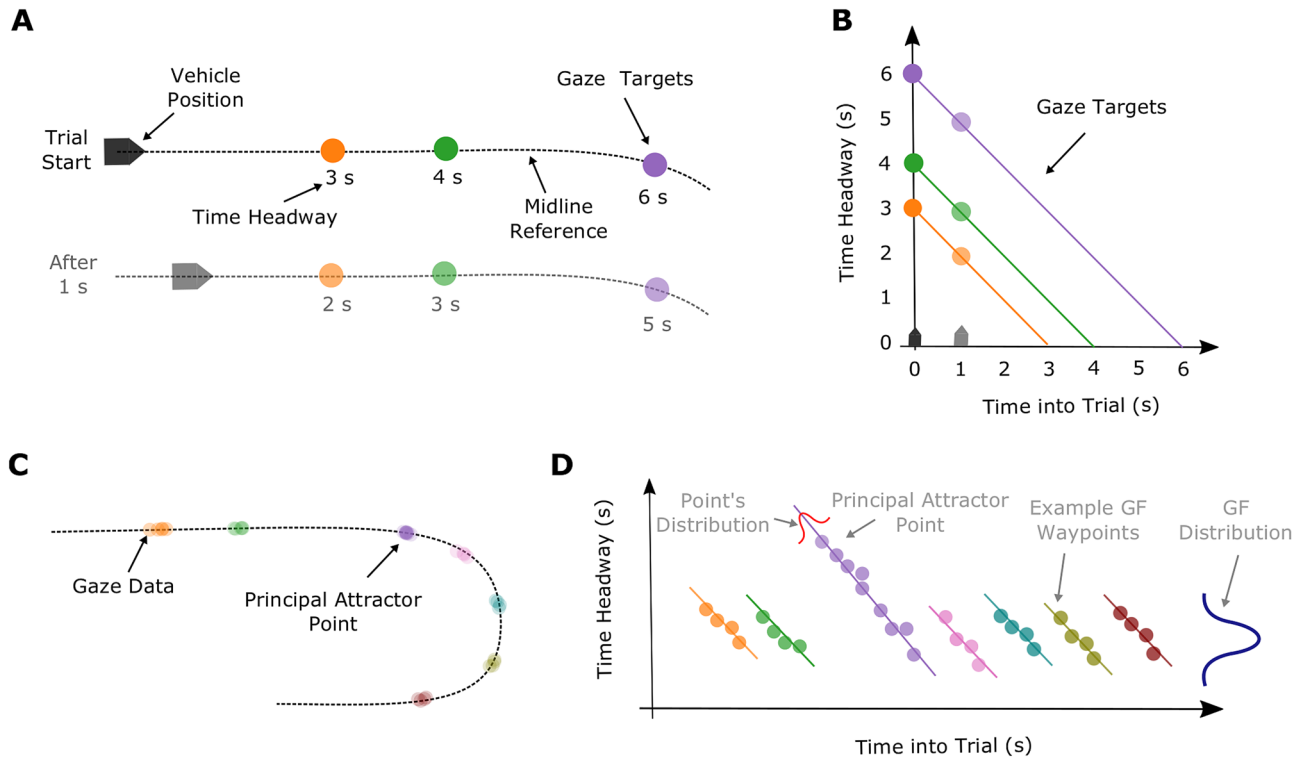 A
Vehicle
Position
Gaze Targets
Trial
Start
3 s
4 s
6 s
Time Headway
Midline
Reference
After
1 s
2 s
3 s
5 s
B
Time Headway (s)
6
5
4
3
2
1
0
Gaze Targets
0 1 2 3 4 5 6
Time into Trial (s)
C
Gaze Data
Principal Attractor
Point
D
Time Headway (s)
Point's
Distribution
Principal Attractor
Point
Example GF
Waypoints
GF
Distribution
Time into Trial (s)